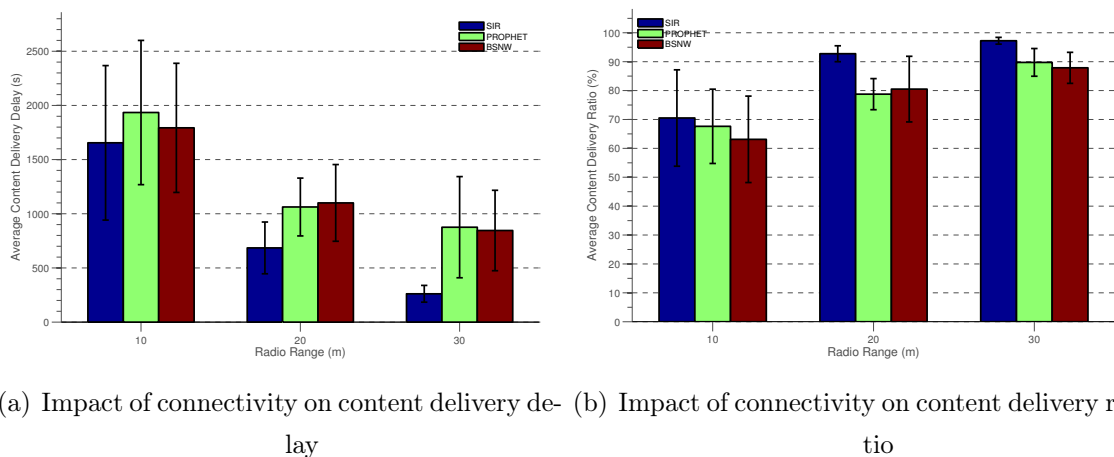 SIR
PROPHET
BSNW
2500
2000
1500
1000
500
0
Average Content Delivery Delay (s)
10
20
30
Radio Range (m)
SIR
PROPHET
BSNW
100
90
80
70
60
50
40
30
20
10
0
Average Content Delivery Ratio (%)
10
20
30
Radio Range (m)
a) Impact of connectivity on content delivery de- (b) Impact of connectivity on content delivery r
lay
tio